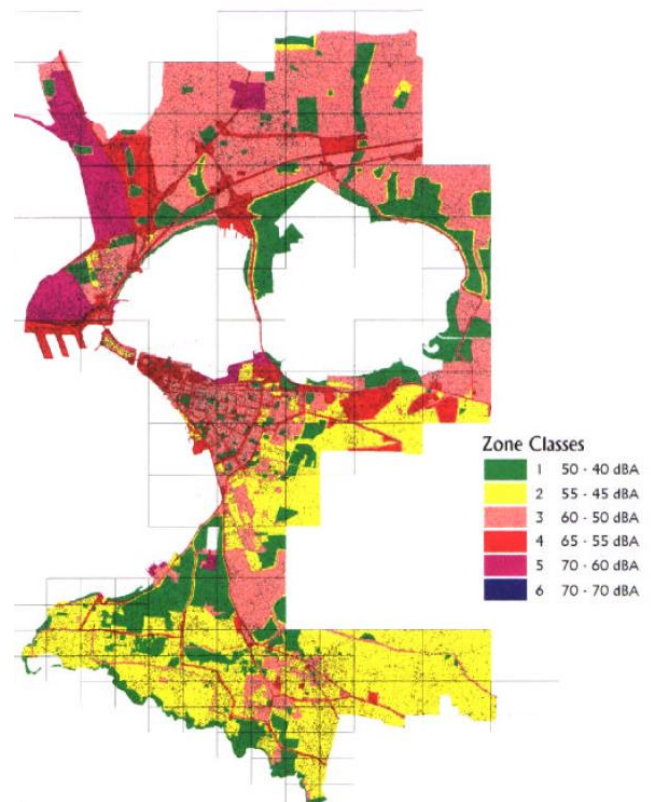 Zone Classes
1 50 - 40 dBA
2 55 - 45 dBA
3 60 - 50 dBA
4 65 - 55 dBA
5 70 - 60 dBA
6 70 - 70 dBA